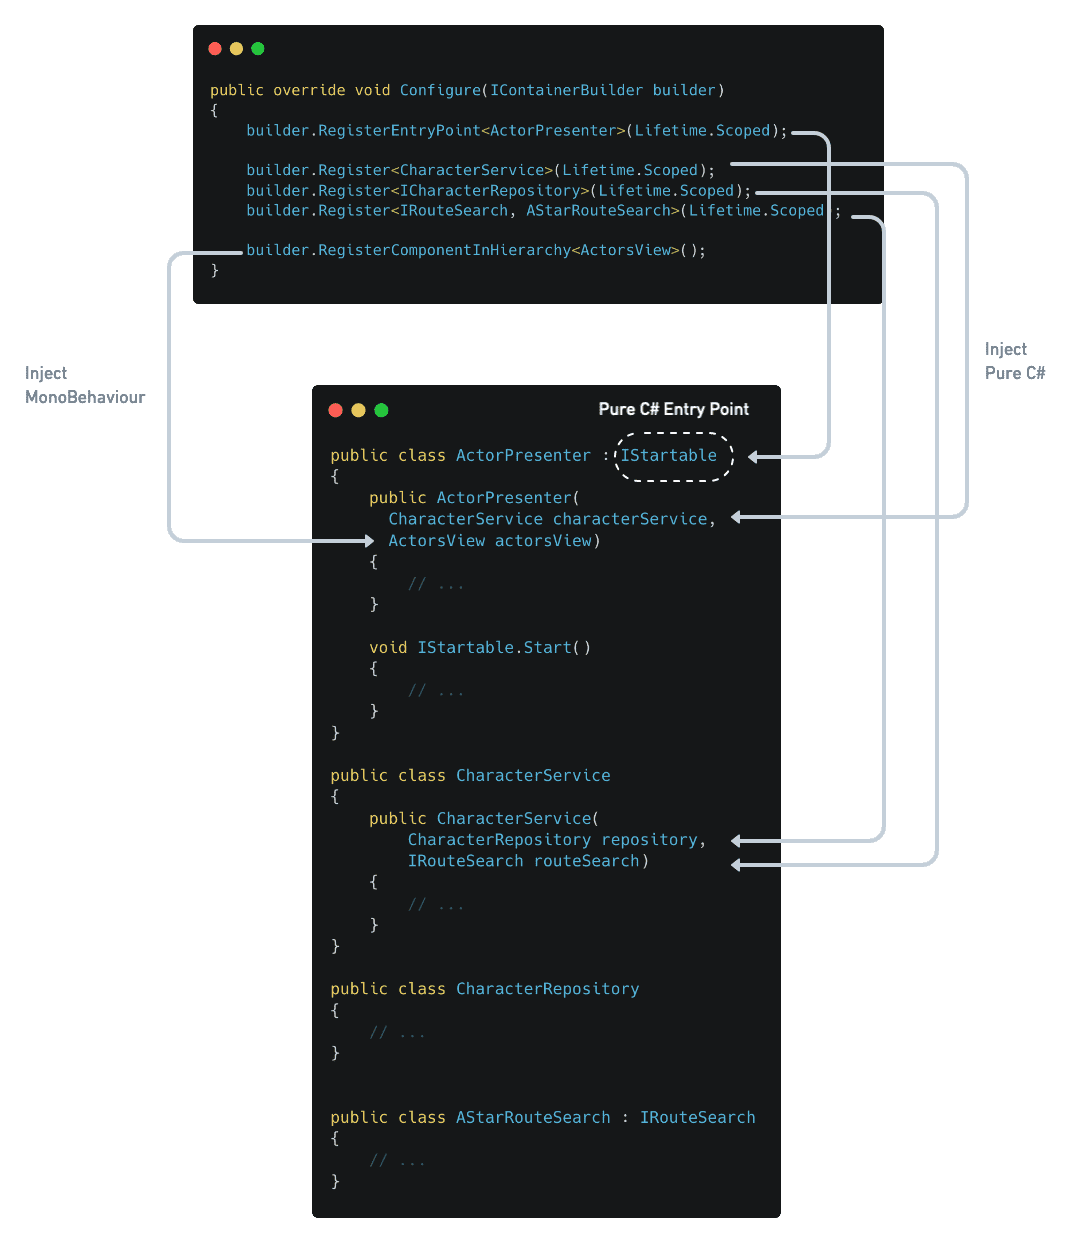 public override void Configure(IContainerBuilder builder)
{
builder.RegisterEntryPoint<ActorPresenter>(Lifetime.Scoped);
builder.Register<CharacterService>(Lifetime.Scoped);
builder.Register<ICharacterRepository>(Lifetime.Scoped);
builder.Register<IRouteSearch, AStarRouteSearch>(Lifetime.Scoped);
builder.RegisterComponentInHierarchy<ActorsView>();
}
Inject
MonoBehaviour
Inject
Pure C#
Pure C# Entry Point
public class ActorPresenter : IStartable
{
public ActorPresenter(
CharacterService characterService,
ActorsView actorsView)
{
// ...
}
void IStartable.Start()
{
// ...
}
}
public class CharacterService
{
public CharacterService(
CharacterRepository repository,
IRouteSearch routeSearch)
{
// ...
}
}
public class CharacterRepository
{
// ...
}
public class AStarRouteSearch : IRouteSearch
{
// ...
}